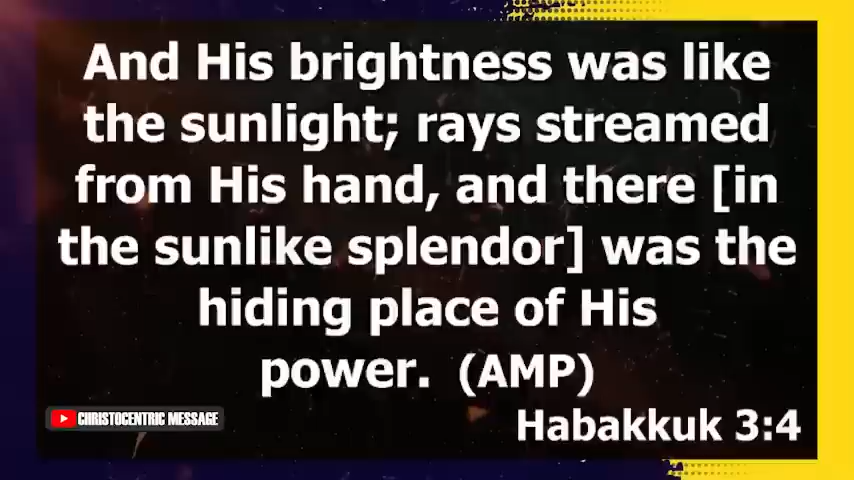 And His brightness was like
the sunlight; rays streamed
from His hand, and there [in
the sunlike splendor] was the
hiding place of His
power. (AMP)
CHRISTOCENTRIC MESSAGE
Habakkuk 3:4